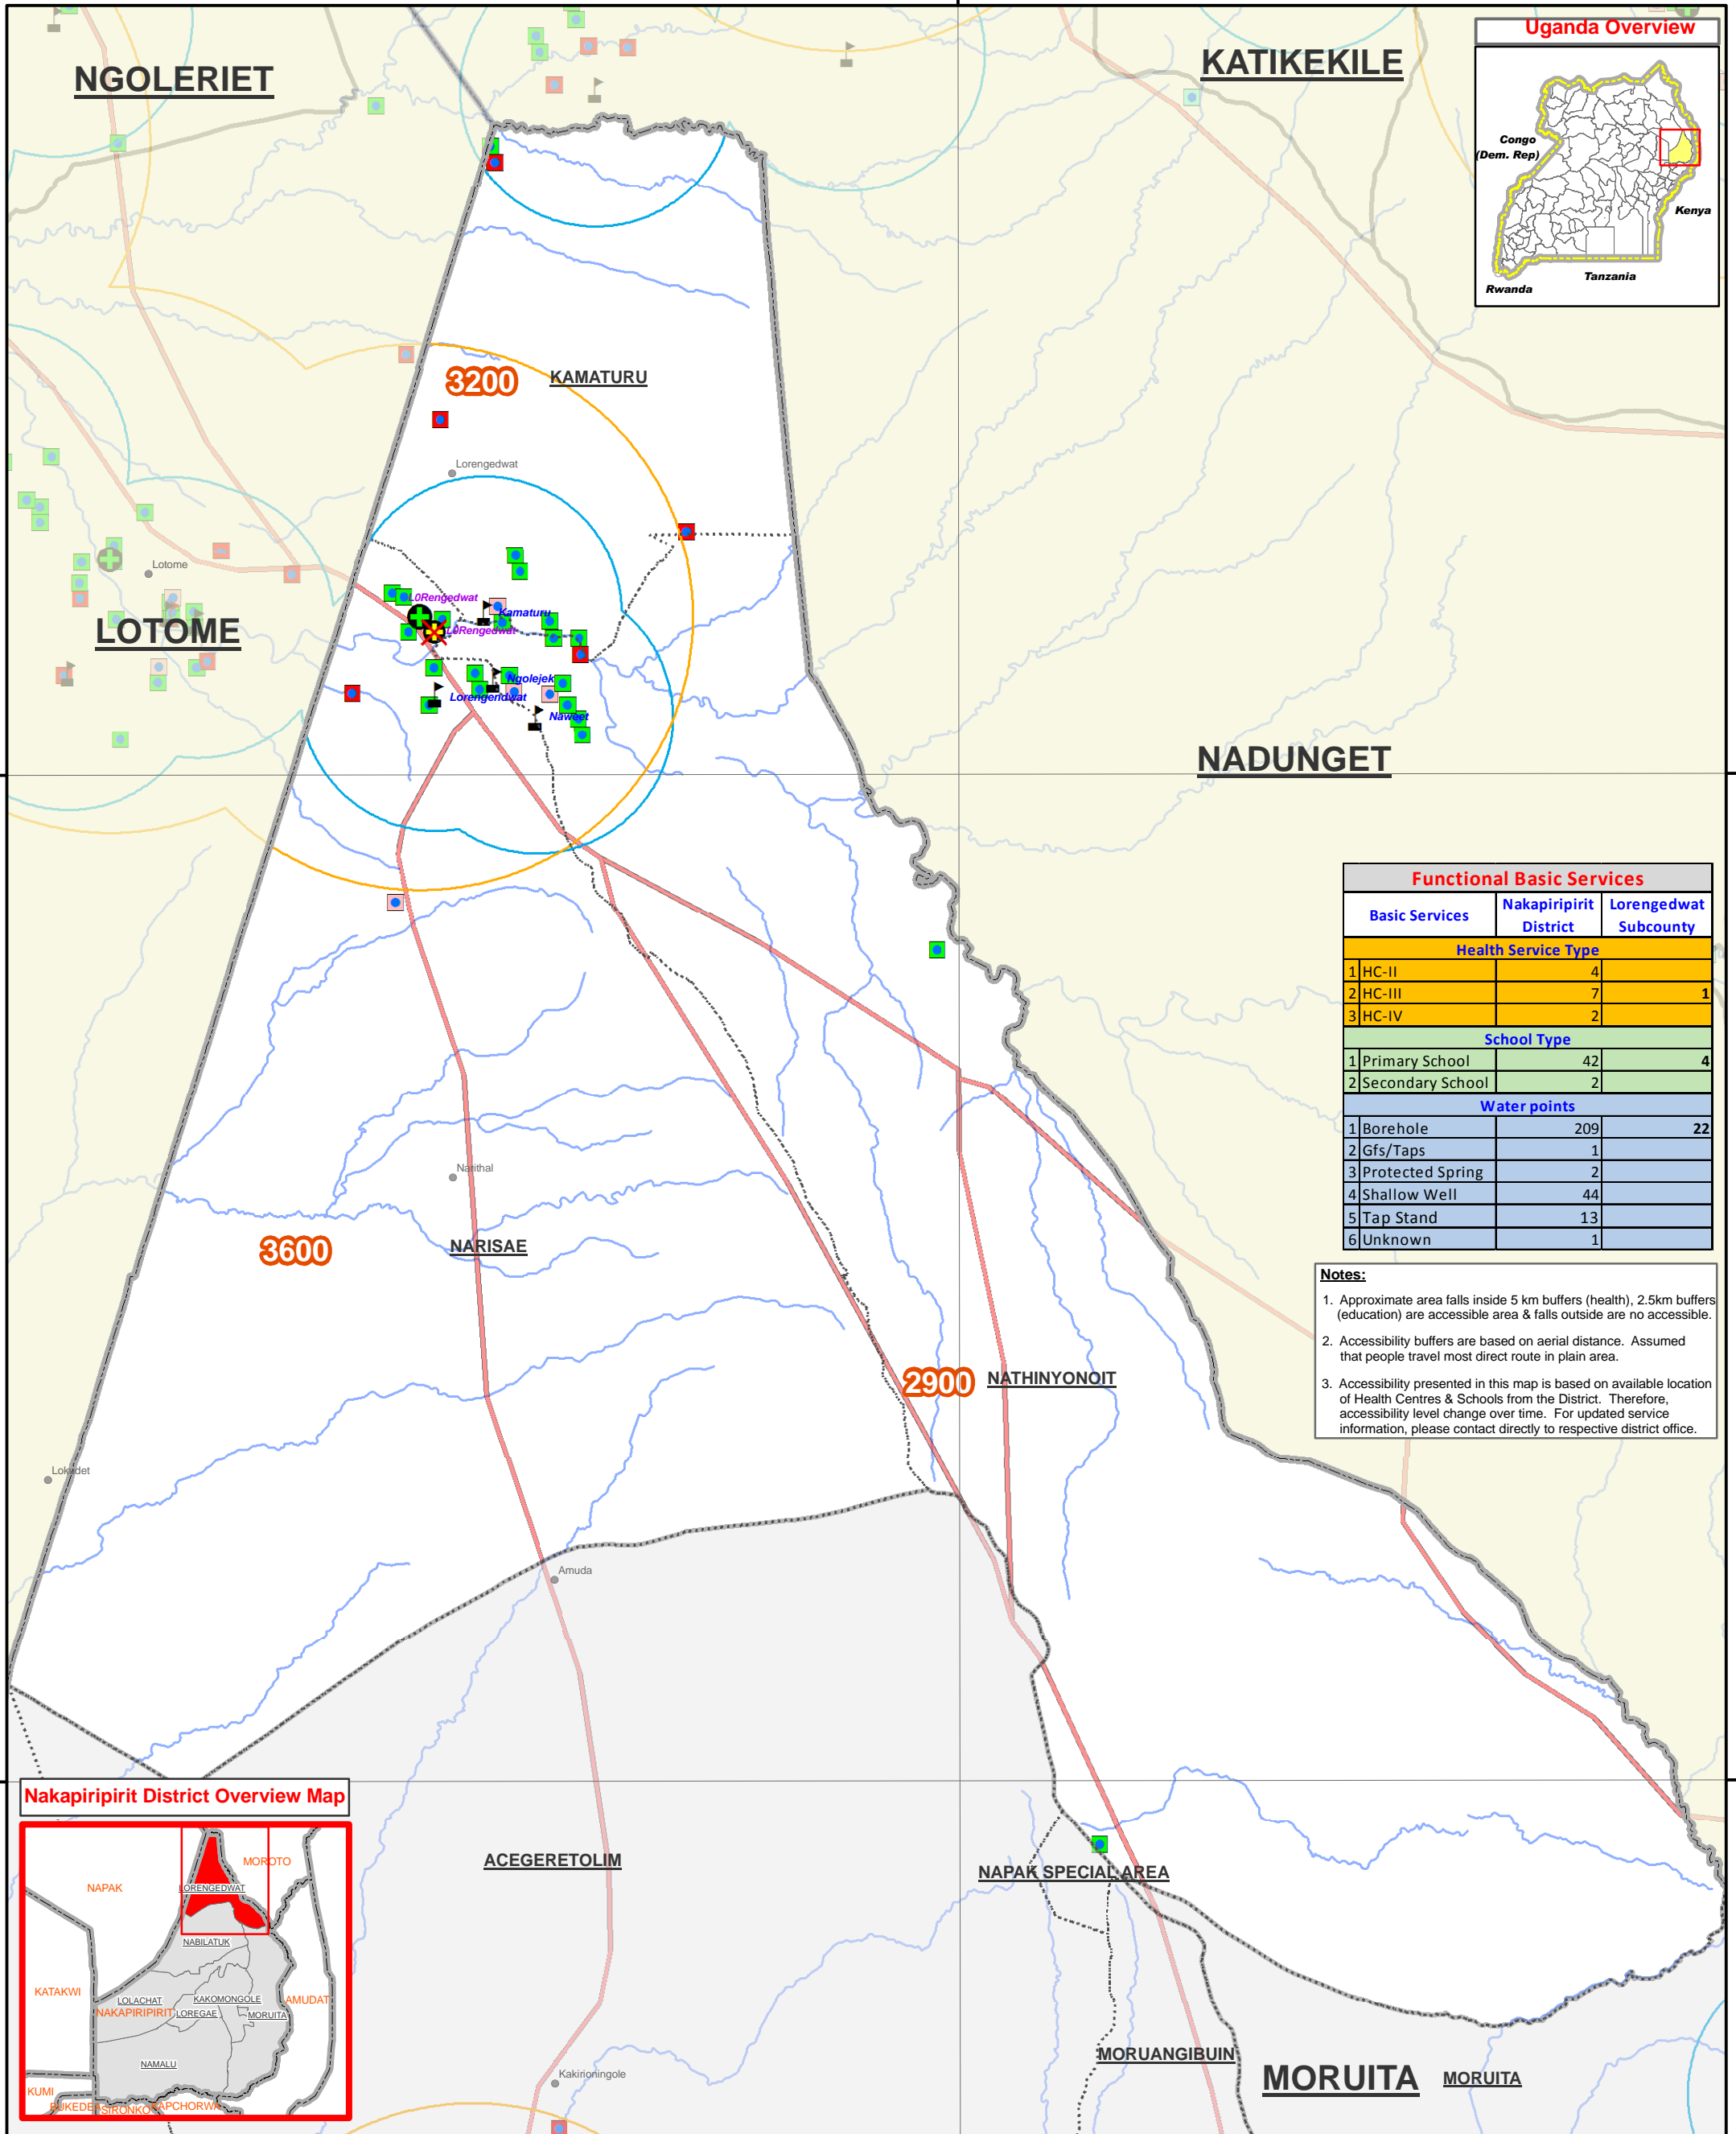 NGOLERIET
KATIKEKILE
Uganda Overview
Congo
(Dem. Rep)
Kenya
Tanzania
Rwanda
3200
KAMATURU
Lorengedwat
Lotome
LOTOME
L0Rengedwat
Kamaturu
L0Rengedwat
Ngolejek
Lorengendwat
Naweet
NADUNGET
Functional Basic Services
Basic Services
Nakapiripirit
District
Lorengedwat
Subcounty
Health Service Type
1 HC-II 4
2 HC-III 7 1
3 HC-IV 2
School Type
1 Primary School 42 4
2 Secondary School 2
Water points
1 Borehole 209 22
2 Gfs/Taps 1
3 Protected Spring 2
4 Shallow Well 44
5 Tap Stand 13
6 Unknown 1
Notes:
1. Approximate area falls inside 5 km buffers (health), 2.5km buffers
(education) are accessible area & falls outside are no accessible.
2. Accessibility buffers are based on aerial distance. Assumed
that people travel most direct route in plain area.
3. Accessibility presented in this map is based on available location
of Health Centres & Schools from the District. Therefore,
accessibility level change over time. For updated service
information, please contact directly to respective district office.
Narithal
3600
NARISAE
2900
NATHINYONOIT
Amuda
Nakapiripirit District Overview Map
MOROTO
NAPAK
LORENGEDWAT
NABILATUK
KATAKWI
LOLACHAT
KAKOMONGOLE
AMUDAT
NAKAPIRIPIRIT
LOREGAE
MORUITA
NAMALU
KUMI
SIRONKO
ACEGERETOLIM
NAPAK SPECIAL AREA
MORUANGIBUIN
MORUITA
MORUITA
Kakirioningole